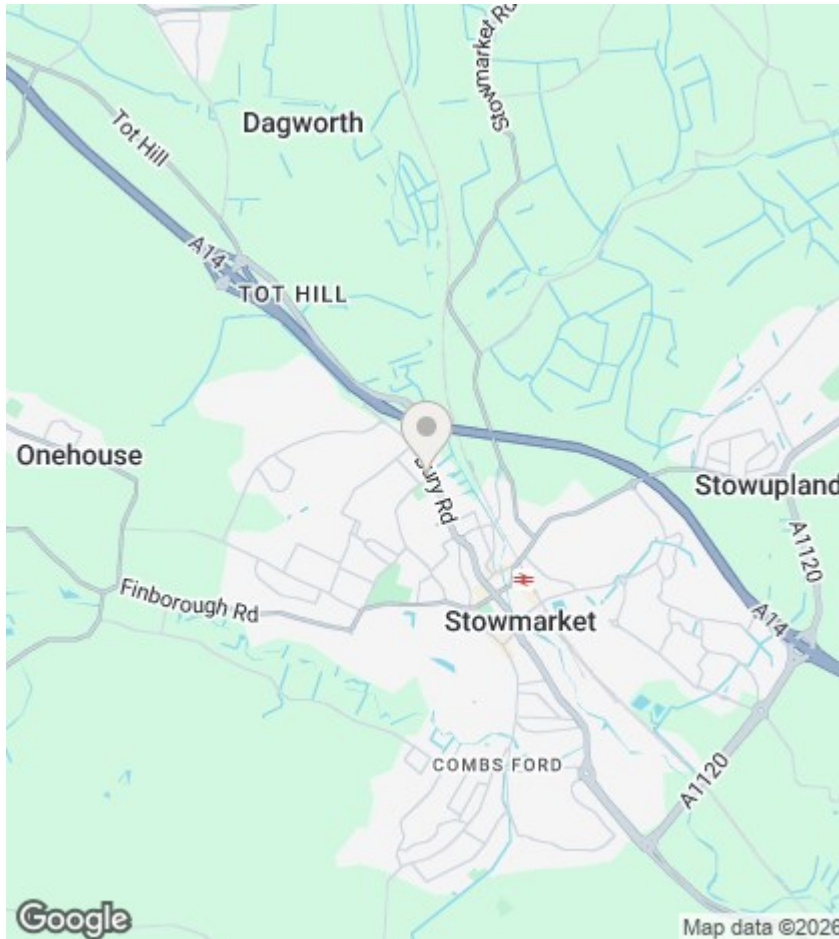 Stowmarket Rd
Dagworth
Tot Hill
A14
TOT HILL
Onehouse
Bury Rd
Stowupland
A1120
Finborough Rd
Stowmarket
A14
COMBS FORD
A1120
Google
Map data ©2026